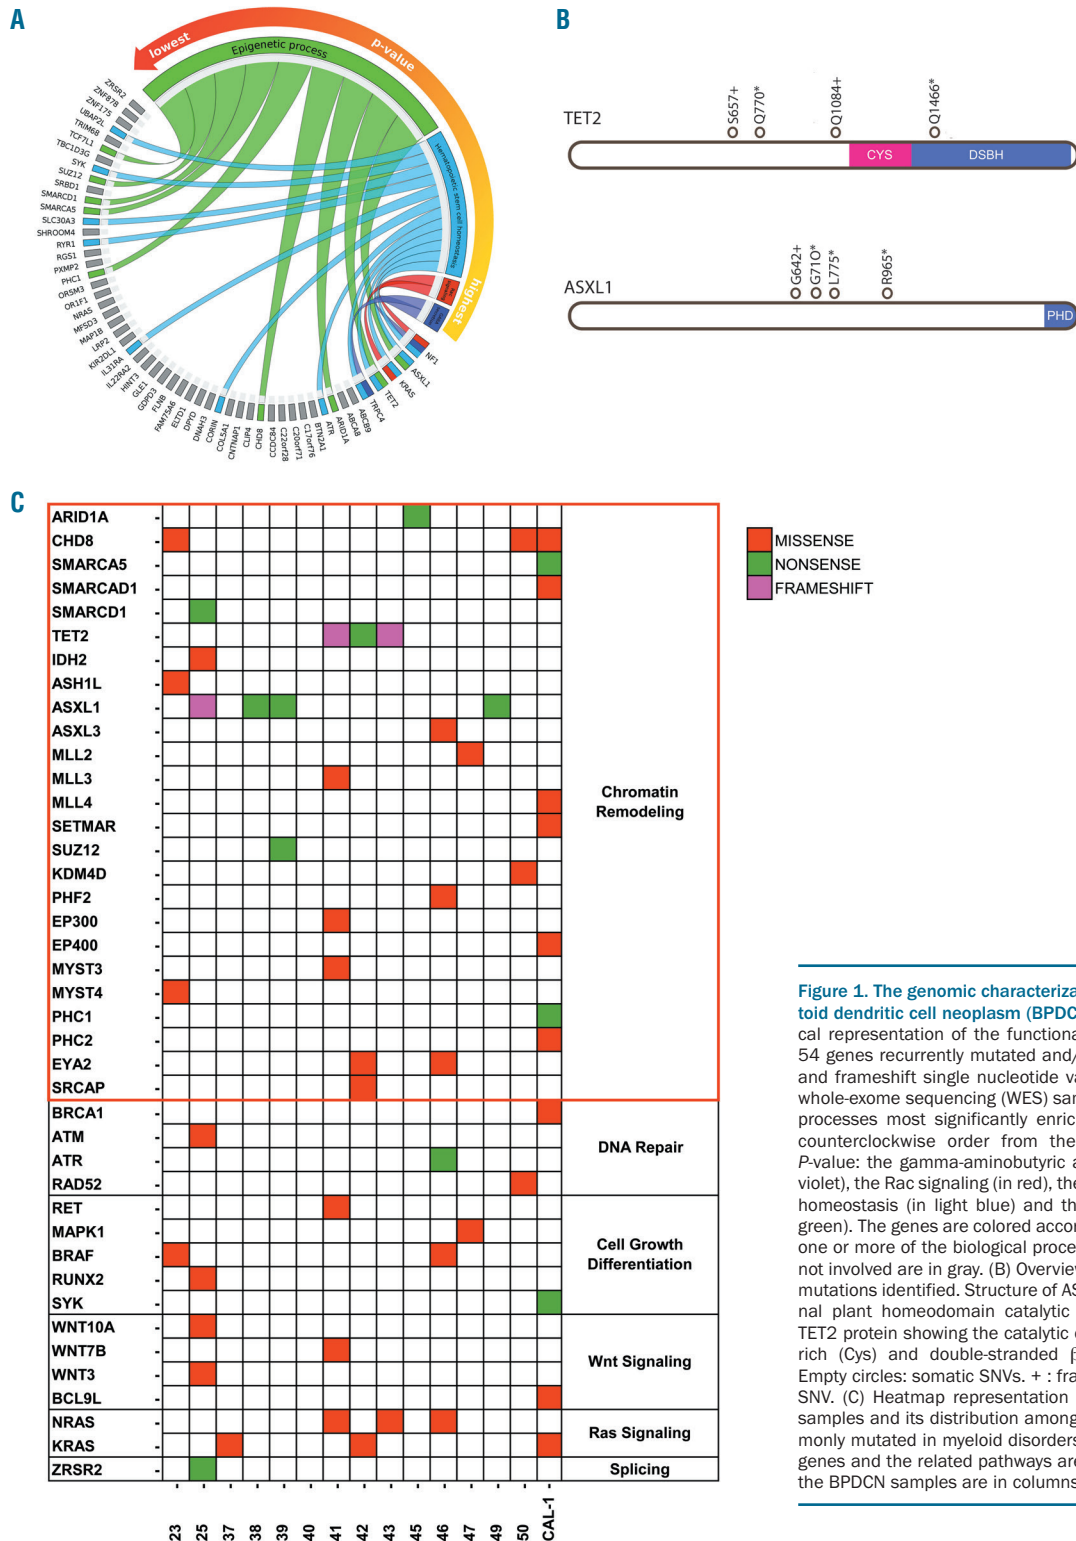 A
lowest
p-value
highest
Epigenetic process
Hematopoietic stem cell homeostasis
ZRSR2
ZNF878
ZNF175
UBAP2L
TRIM68
TCF7L1
TBC1D3G
SYK
SUZ12
SRBD1
SMARCD1
SMARCA5
SLC30A3
SHROOM4
RYR1
RGS1
PXMP2
PHC1
OR5M3
OR1F1
NRAS
MFSD3
MAP1B
LRP2
KIR2DL1
IL31RA
IL22RA2
HINT3
GLE1
GDPD3
FLNB
FAM75A6
ELTD1
DPYD
DNAH3
CORIN
COL5A1
CNTNAP1
CLIP4
CHD8
CCDC84
C22orf28
C20orf71
C17orf76
BTN2A1
ATR
ARID1A
ABCA8
ABCB9
TRPC4
TET2
KRAS
ASXL1
NF1
B
TET2
S657+
Q770*
Q1084+
Q1466*
CYS
DSBH
ASXL1
G642+
G710*
L775*
R965*
PHD
C
ARID1A -
CHD8 -
SMARCA5 -
SMARCAD1 -
SMARCD1 -
TET2 -
IDH2 -
ASH1L -
ASXL1 -
ASXL3 -
MLL2 -
MLL3 -
MLL4 -
SETMAR -
SUZ12 -
KDM4D -
PHF2 -
EP300 -
EP400 -
MYST3 -
MYST4 -
PHC1 -
PHC2 -
EYA2 -
SRCAP -
Chromatin
Remodeling
BRCA1 -
ATM -
ATR -
RAD52 -
DNA Repair
RET -
MAPK1 -
BRAF -
RUNX2 -
SYK -
Cell Growth
Differentiation
WNT10A -
WNT7B -
WNT3 -
BCL9L -
Wnt Signaling
NRAS -
KRAS -
Ras Signaling
ZRSR2 -
Splicing
23 - 25 - 37 - 38 - 39 - 40 - 41 - 42 - 43 - 45 - 46 - 47 - 49 - 50 - CAL-1 -
MISSENSE
NONSENSE
FRAMESHIFT
Figure 1. The genomic characteriza
toid dendritic cell neoplasm (BPDC
cal representation of the functiona
54 genes recurrently mutated and/
and frameshift single nucleotide va
whole-exome sequencing (WES) sam
processes most significantly enric
counterclockwise order from the
P-value: the gamma-aminobutyric a
violet), the Rac signaling (in red), the
homeostasis (in light blue) and th
green). The genes are colored accor
one or more of the biological proce
not involved are in gray. (B) Overview
mutations identified. Structure of AS
nal plant homeodomain catalytic
TET2 protein showing the catalytic
rich (Cys) and double-stranded β
Empty circles: somatic SNVs. + : fra
SNV. (C) Heatmap representation
samples and its distribution among
monly mutated in myeloid disorders
genes and the related pathways are
the BPDCN samples are in columns